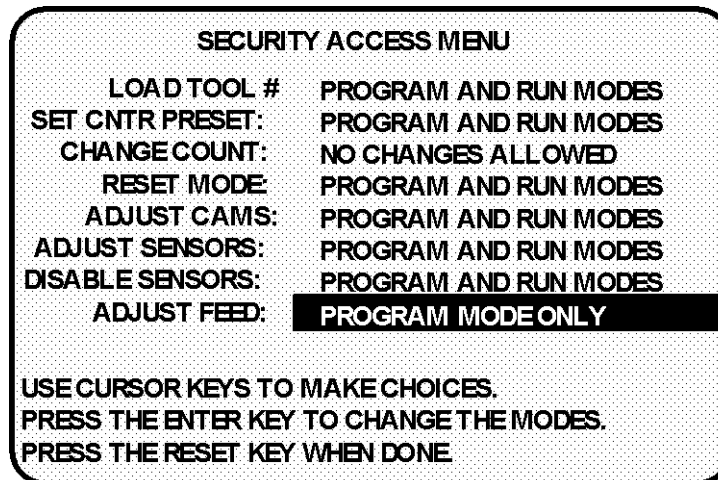 SECURITY ACCESS MENU
LOAD TOOL # PROGRAM AND RUN MODES
SET CNTR PRESET: PROGRAM AND RUN MODES
CHANGE COUNT: NO CHANGES ALLOWED
RESET MODE: PROGRAM AND RUN MODES
ADJUST CAMS: PROGRAM AND RUN MODES
ADJUST SENSORS: PROGRAM AND RUN MODES
DISABLE SENSORS: PROGRAM AND RUN MODES
ADJUST FEED: PROGRAM MODE ONLY
USE CURSOR KEYS TO MAKE CHOICES.
PRESS THE ENTER KEY TO CHANGE THE MODES.
PRESS THE RESET KEY WHEN DONE.